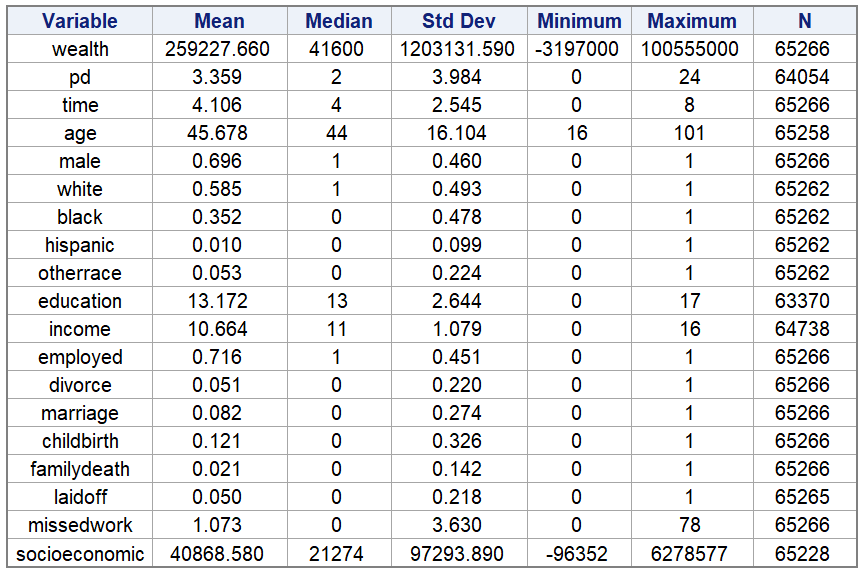 Variable Mean Median Std Dev Minimum Maximum N
wealth 259227.660 41600 1203131.590 -3197000 100555000 65266
pd 3.359 2 3.984 0 24 64054
time 4.106 4 2.545 0 8 65266
age 45.678 44 16.104 16 101 65258
male 0.696 1 0.460 0 1 65266
white 0.585 1 0.493 0 1 65262
black 0.352 0 0.478 0 1 65262
hispanic 0.010 0 0.099 0 1 65262
otherrace 0.053 0 0.224 0 1 65262
education 13.172 13 2.644 0 17 63370
income 10.664 11 1.079 0 16 64738
employed 0.716 1 0.451 0 1 65266
divorce 0.051 0 0.220 0 1 65266
marriage 0.082 0 0.274 0 1 65266
childbirth 0.121 0 0.326 0 1 65266
familydeath 0.021 0 0.142 0 1 65266
laidoff 0.050 0 0.218 0 1 65265
missedwork 1.073 0 3.630 0 78 65266
socioeconomic 40868.580 21274 97293.890 -96352 6278577 65228